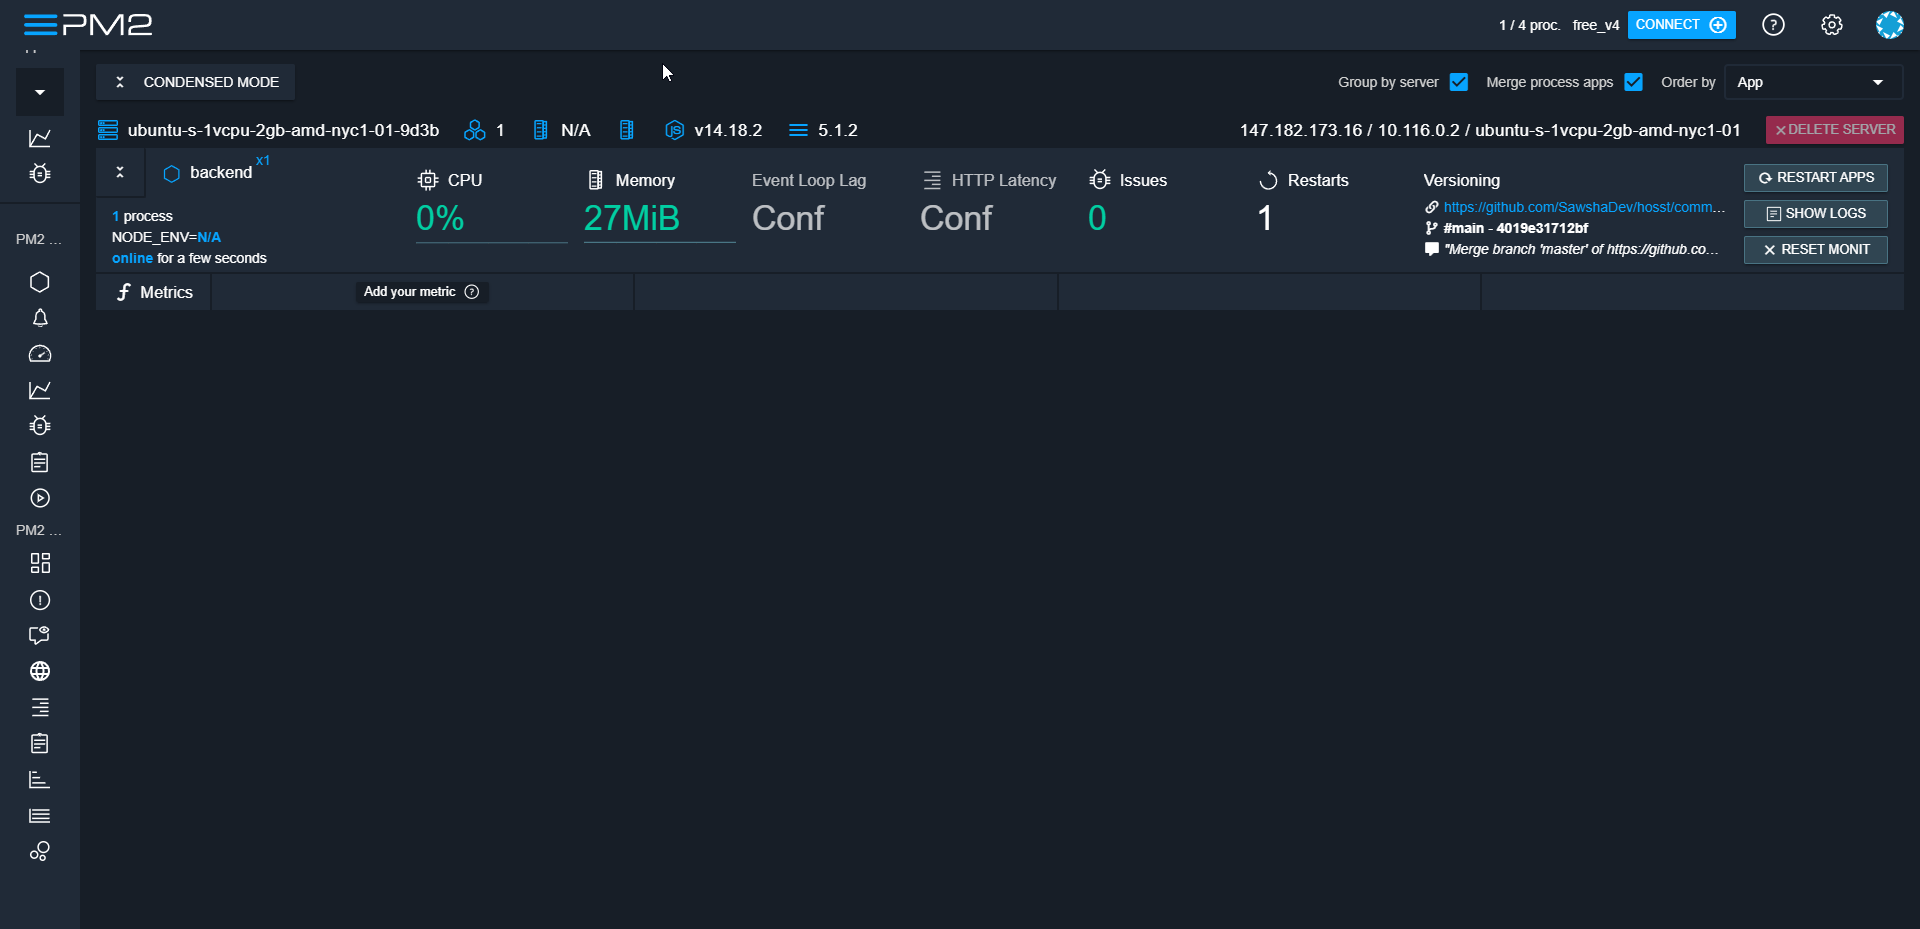 PM2
1 / 4 proc. free_v4 CONNECT
CONDENSED MODE
Group by server Merge process apps Order by App
ubuntu-s-1vcpu-2gb-amd-nyc1-01-9d3b 1 N/A v14.18.2 5.1.2 147.182.173.16 / 10.116.0.2 / ubuntu-s-1vcpu-2gb-amd-nyc1-01 DELETE SERVER
backend x1
1 process
NODE_ENV=N/A
online for a few seconds
CPU
0%
Memory
27MiB
Event Loop Lag
Conf
HTTP Latency
Conf
Issues
0
Restarts
1
Versioning
https://github.com/SawshaDev/hosst/comm...
#main - 4019e31712bf
"Merge branch 'master' of https://github.co...
RESTART APPS
SHOW LOGS
RESET MONIT
Metrics Add your metric
PM2 ...
PM2 ...